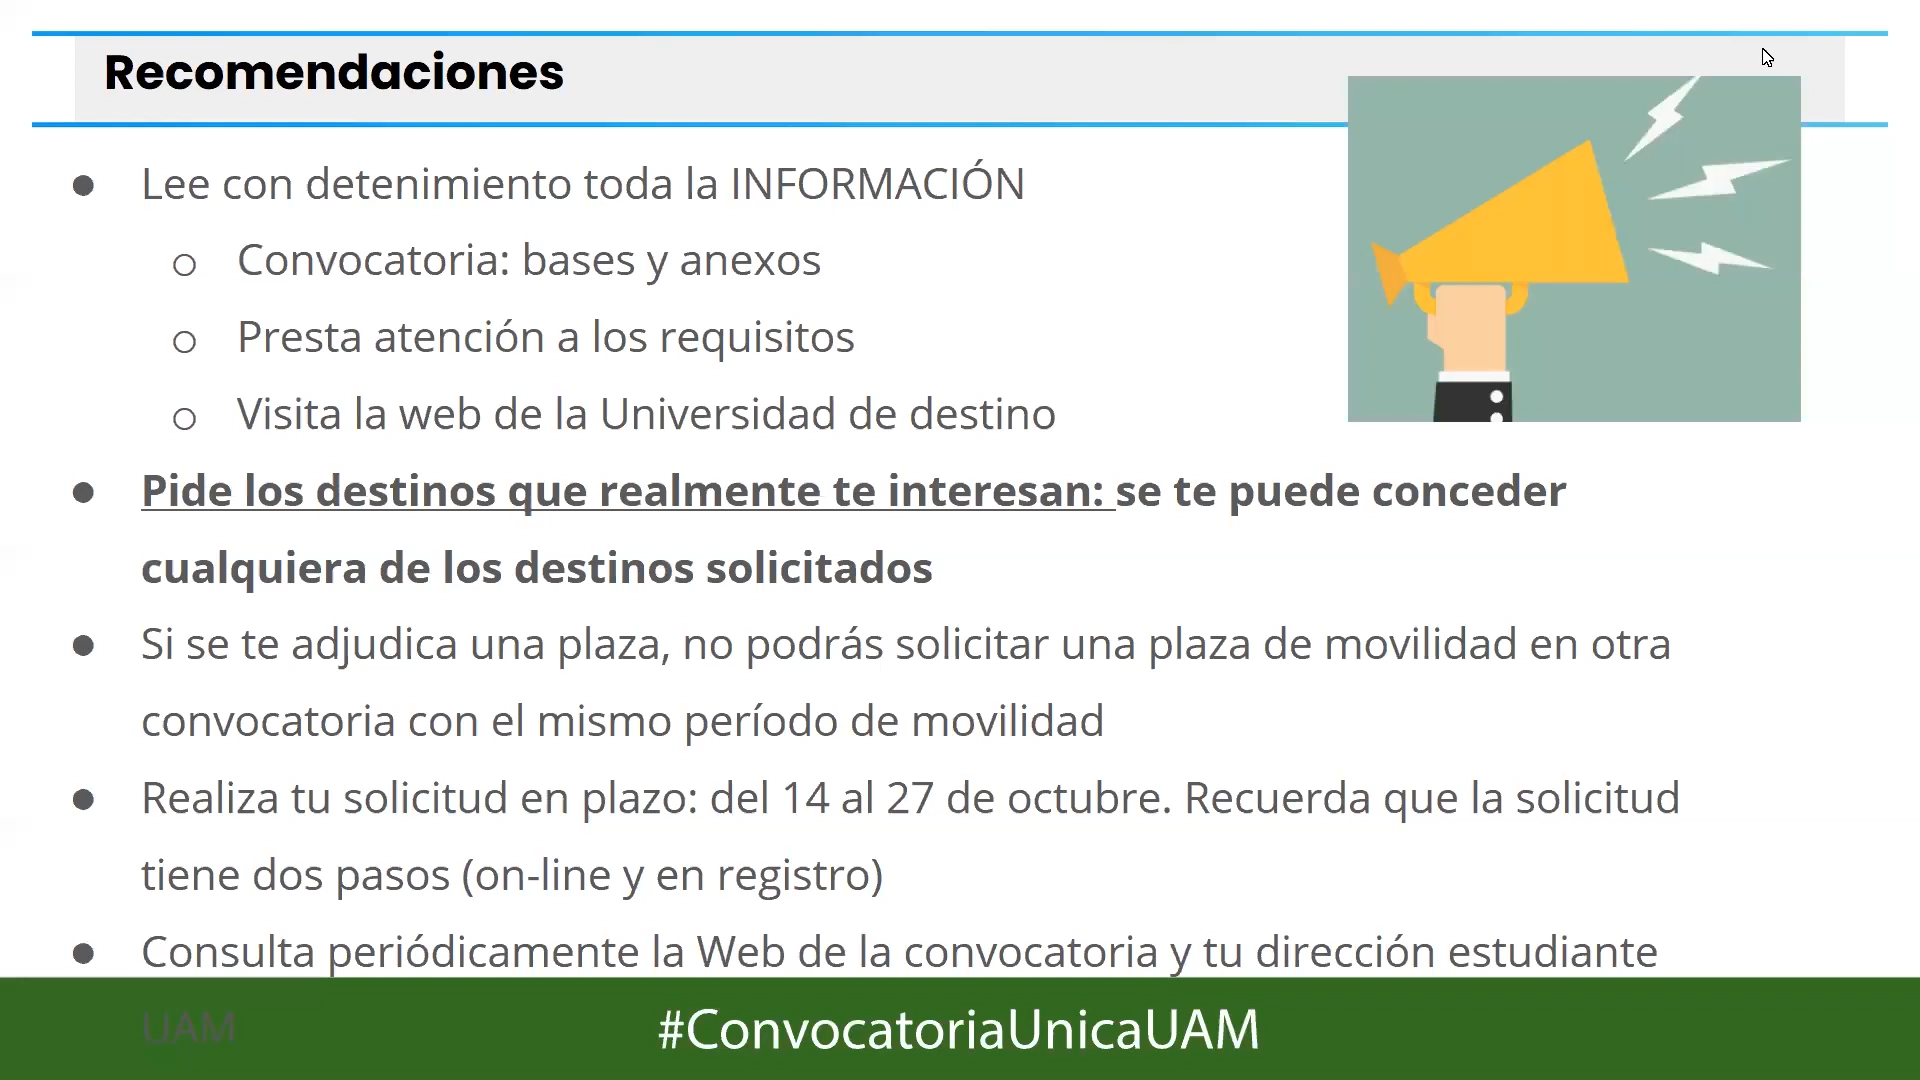 Recomendaciones
● Lee con detenimiento toda la INFORMACIÓN
○ Convocatoria: bases y anexos
○ Presta atención a los requisitos
○ Visita la web de la Universidad de destino
● Pide los destinos que realmente te interesan: se te puede conceder
cualquiera de los destinos solicitados
● Si se te adjudica una plaza, no podrás solicitar una plaza de movilidad en otra
convocatoria con el mismo período de movilidad
● Realiza tu solicitud en plazo: del 14 al 27 de octubre. Recuerda que la solicitud
tiene dos pasos (on-line y en registro)
● Consulta periódicamente la Web de la convocatoria y tu dirección estudiante
UAM
#ConvocatoriaUnicaUAM